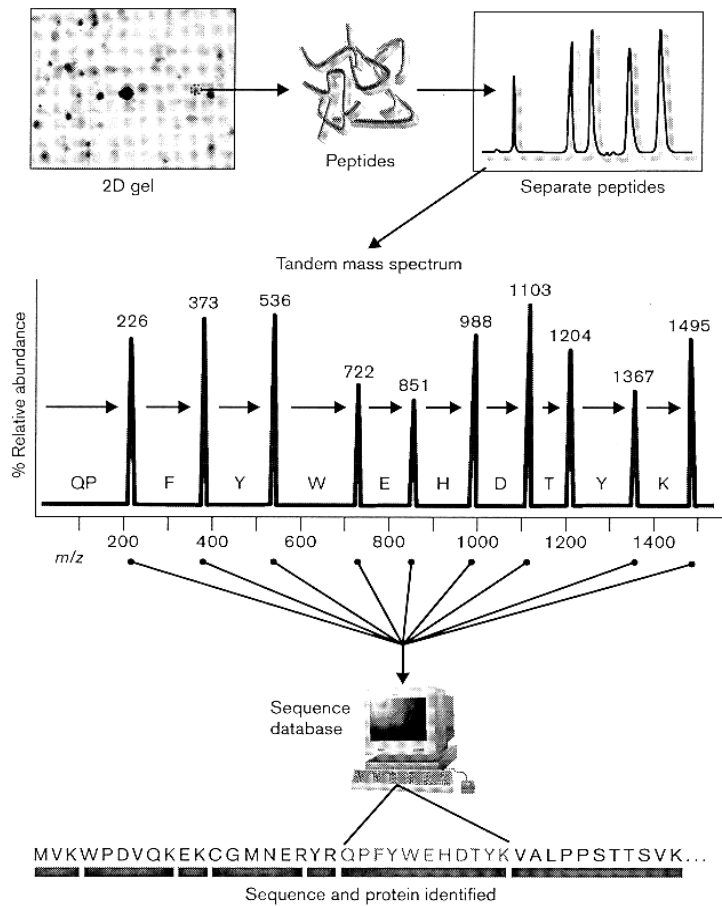 2D gel
Peptides
Separate peptides
Tandem mass spectrum
% Relative abundance
226
373
536
722
851
988
1103
1204
1367
1495
QP F Y W E H D T Y K
m/z
200 400 600 800 1000 1200 1400
Sequence
database
MVKWPDVQKEKCGMNERYRQPFYWEHDTYKVALPPSTTSVK...
Sequence and protein identified